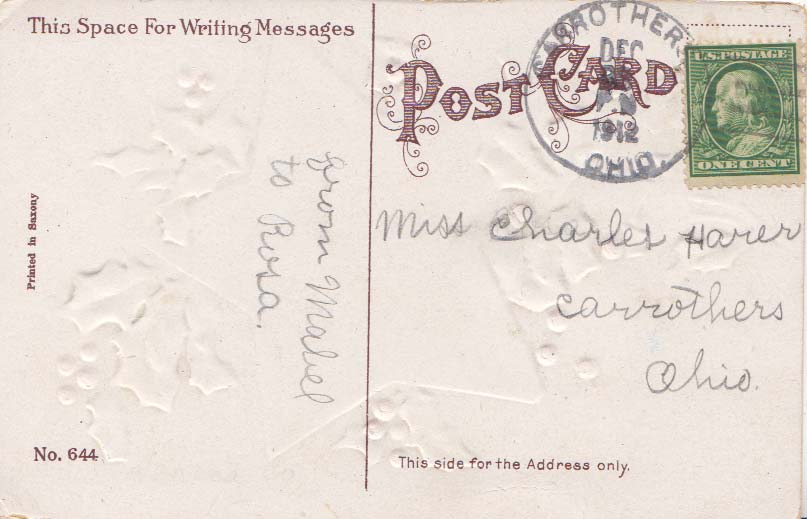 This Space For Writing Messages
POST CARD
CARROTHERS
DEC
P.M
1912
OHIO.
U.S. POSTAGE
ONE CENT
from Mabel
to Rosa.
Printed in Saxony
Miss Charles Harer
Carrothers
Ohio.
No. 644
This side for the Address only.